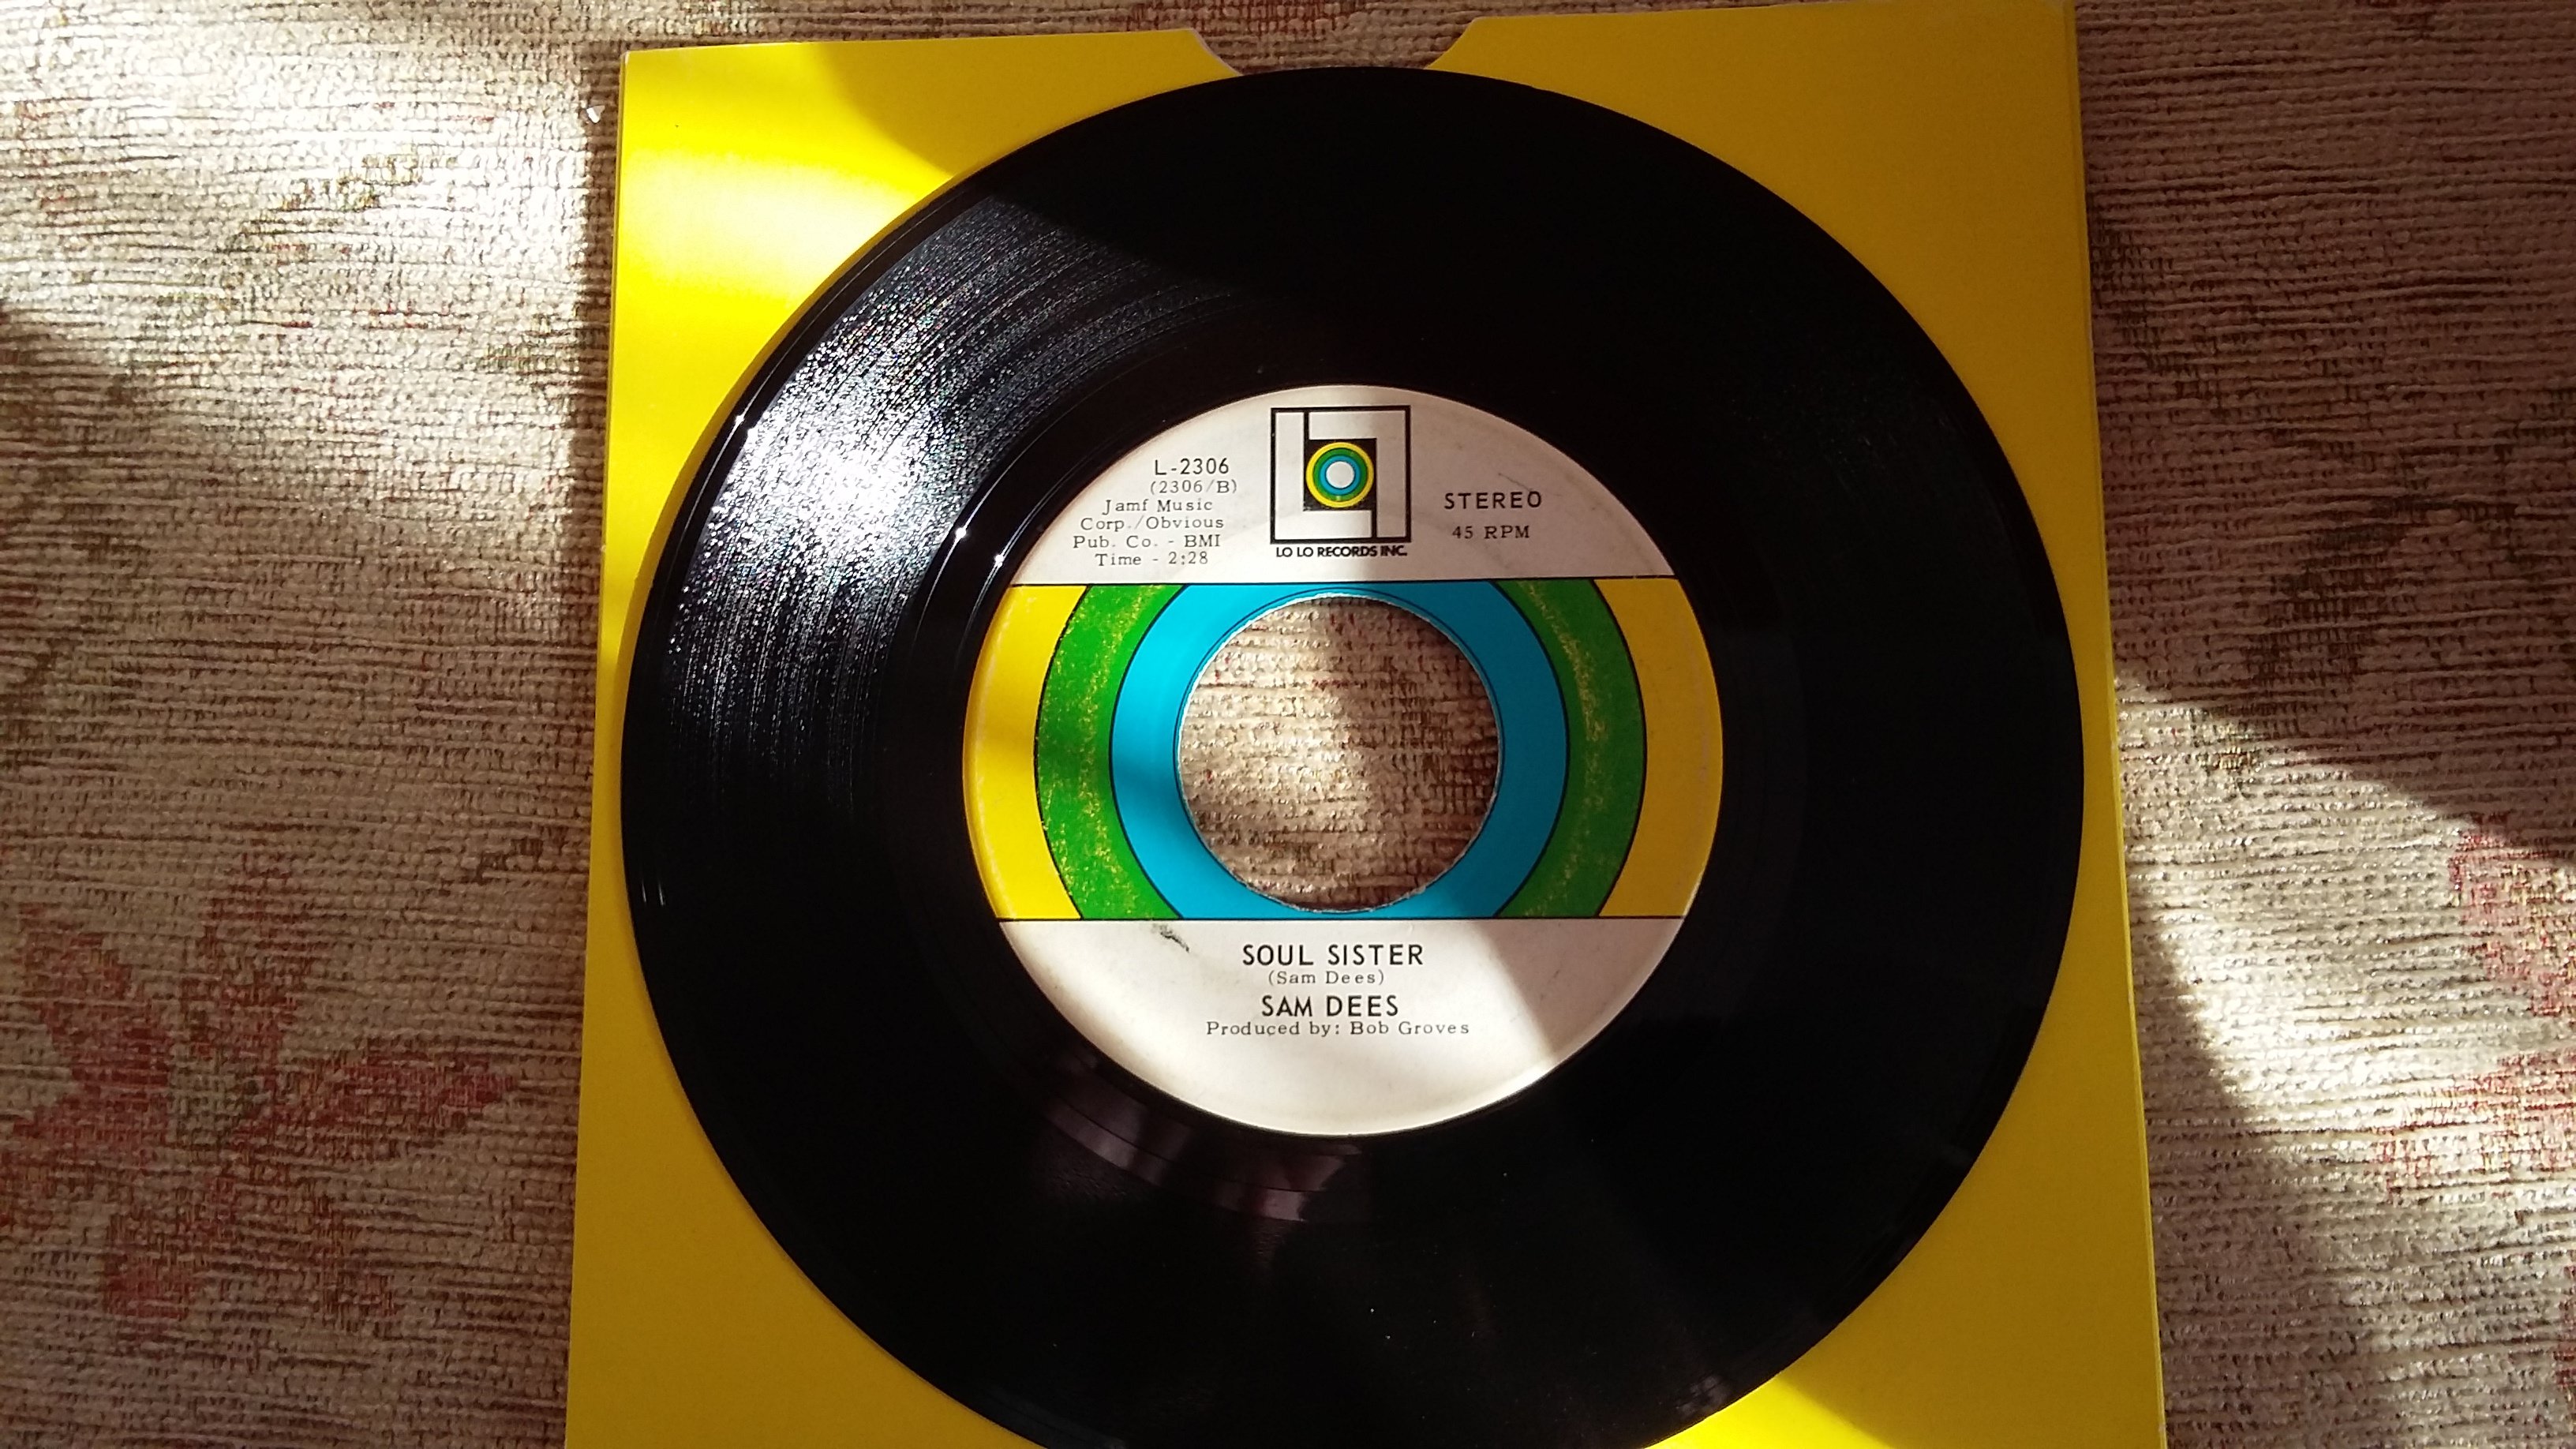 L-2306
(2306/B)
Jamf Music
Corp./Obvious
Pub. Co. - BMI
Time - 2:28
LO LO RECORDS INC.
STEREO
45 RPM
SOUL SISTER
(Sam Dees)
SAM DEES
Produced by: Bob Groves